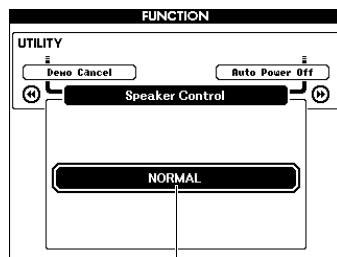 FUNCTION
UTILITY
Demo Cancel
Auto Power Off
Speaker Control
NORMAL